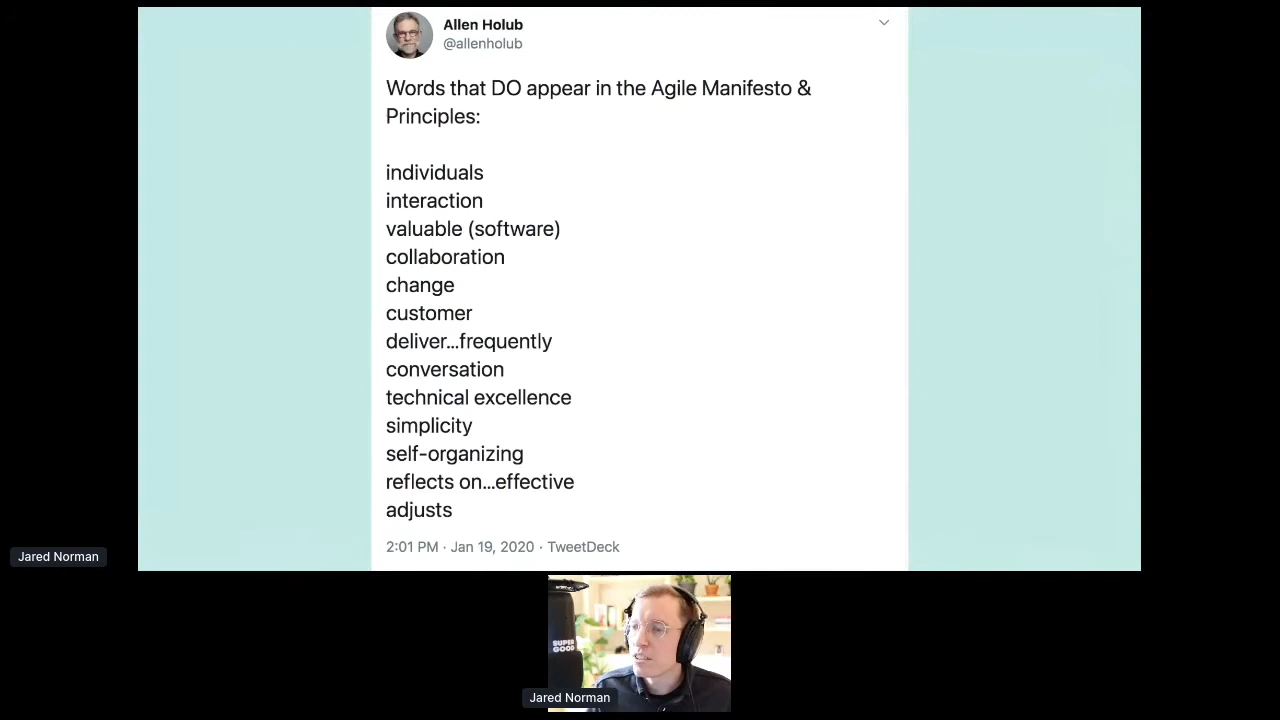 Allen Holub
@allenholub
Words that DO appear in the Agile Manifesto &
Principles:
individuals
interaction
valuable (software)
collaboration
change
customer
deliver...frequently
conversation
technical excellence
simplicity
self-organizing
reflects on...effective
adjusts
2:01 PM · Jan 19, 2020 · TweetDeck
Jared Norman
SUPER
GOOD
Jared Norman